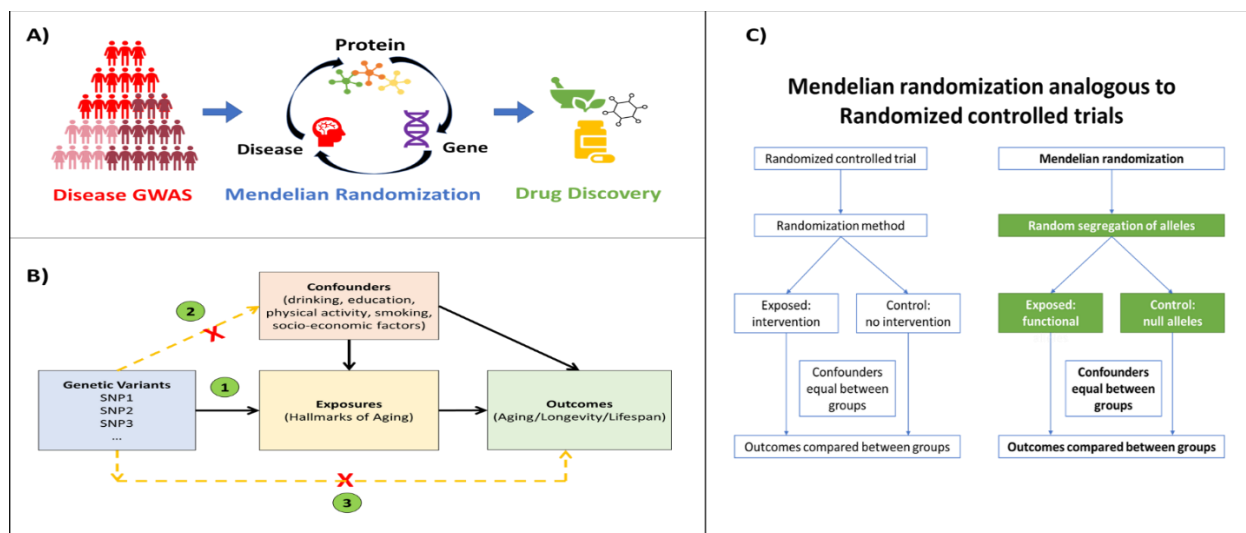 A)
Protein
Disease
Gene
Disease GWAS
Mendelian Randomization
Drug Discovery
B)
Confounders
(drinking, education,
physical activity, smoking,
socio-economic factors)
2
X
1
Genetic Variants
SNP1
SNP2
SNP3
...
Exposures
(Hallmarks of Aging)
Outcomes
(Aging/Longevity/Lifespan)
X
3
C)
Mendelian randomization analogous to
Randomized controlled trials
Randomized controlled trial
Randomization method
Exposed:
intervention
Control:
no intervention
Confounders
equal between
groups
Outcomes compared between groups
Mendelian randomization
Random segregation of alleles
Exposed:
functional
Control:
null alleles
Confounders
equal between
groups
Outcomes compared between groups